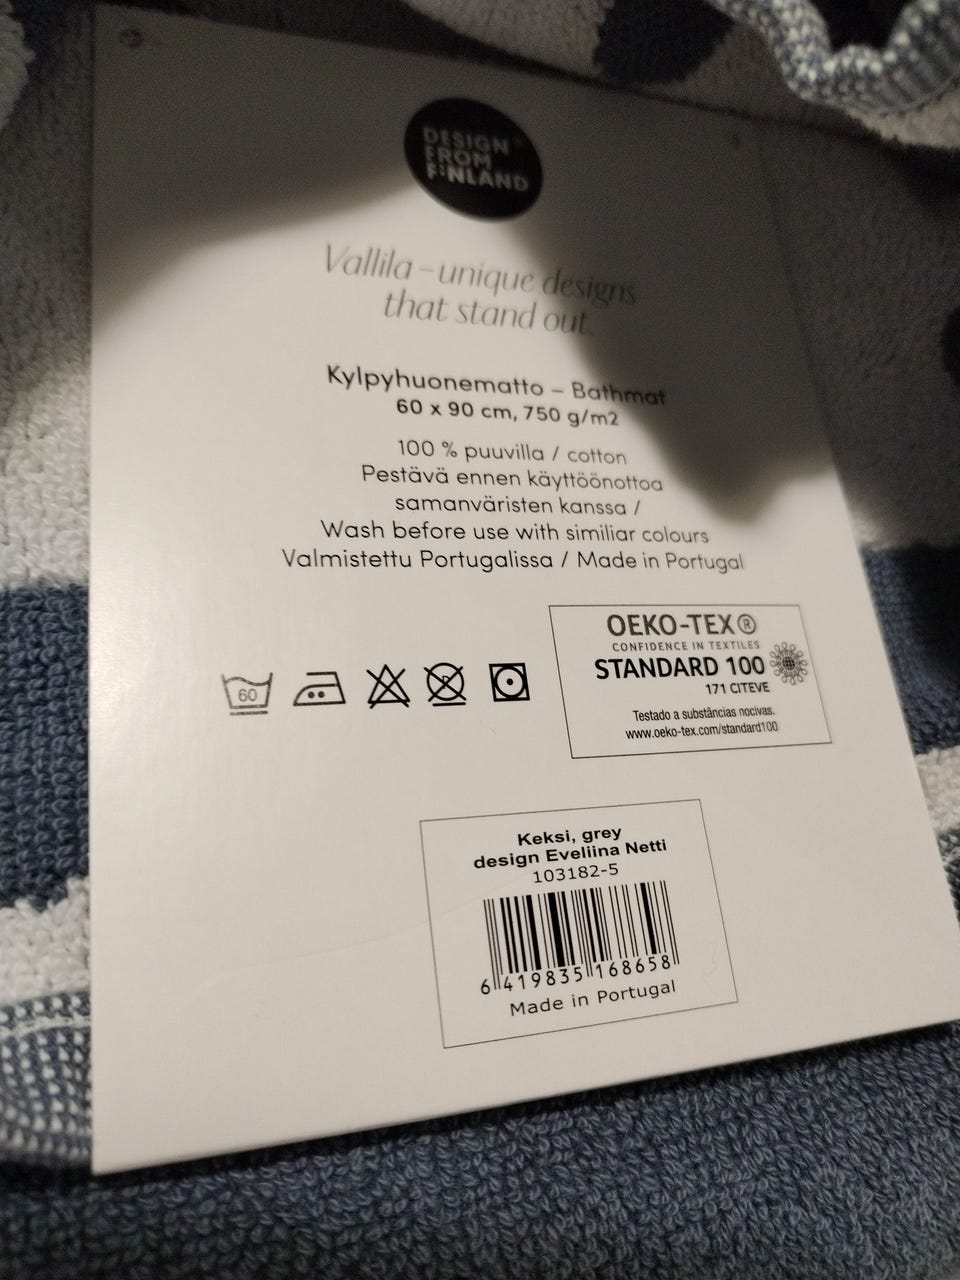 DESIGN
FROM
FINLAND
Vallila – unique designs
that stand out.
Kylpyhuonematto – Bathmat
60 x 90 cm, 750 g/m2
100 % puuvilla / cotton
Pestävä ennen käyttöönottoa
samanväristen kanssa /
Wash before use with similiar colours
Valmistettu Portugalissa / Made in Portugal
60
P
OEKO-TEX®
CONFIDENCE IN TEXTILES
STANDARD 100
171 CITEVE
Testado a substâncias nocivas.
www.oeko-tex.com/standard100
Keksi, grey
design Eveliina Netti
103182-5
6 419835 168658
Made in Portugal